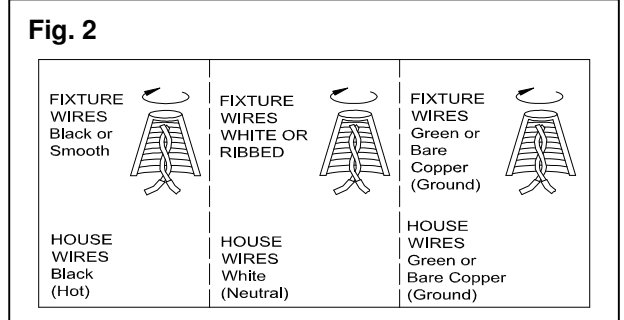 Fig. 2
FIXTURE
WIRES
Black or
Smooth
HOUSE
WIRES
Black
(Hot)
FIXTURE
WIRES
WHITE OR
RIBBED
HOUSE
WIRES
White
(Neutral)
FIXTURE
WIRES
Green or
Bare
Copper
(Ground)
HOUSE
WIRES
Green or
Bare Copper
(Ground)